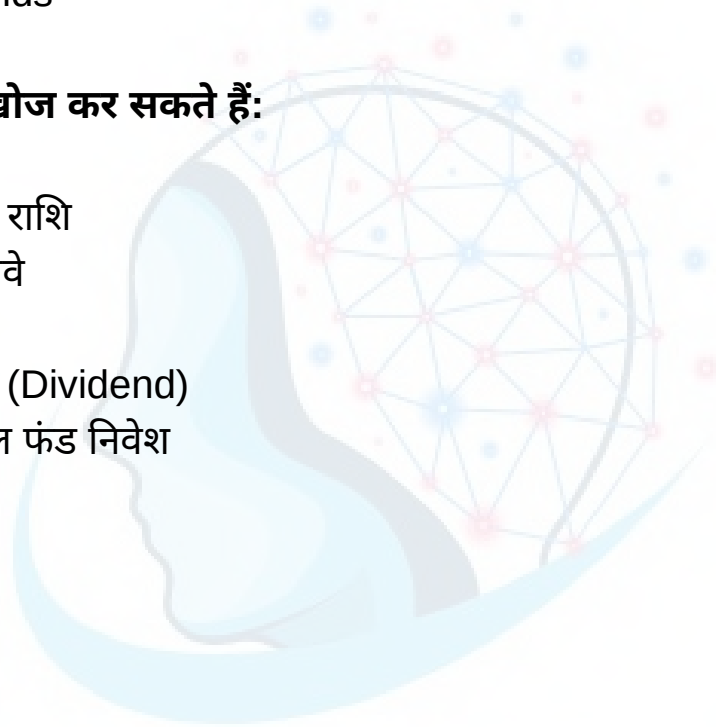 खोज कर सकते हैं:
राशि
वे
(Dividend)
फंड निवेश